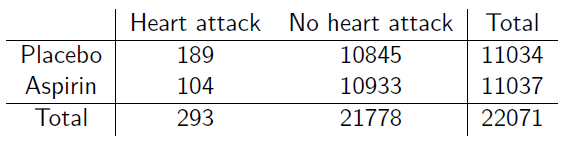 Heart attack No heart attack Total
Placebo 189 10845 11034
Aspirin 104 10933 11037
Total 293 21778 22071